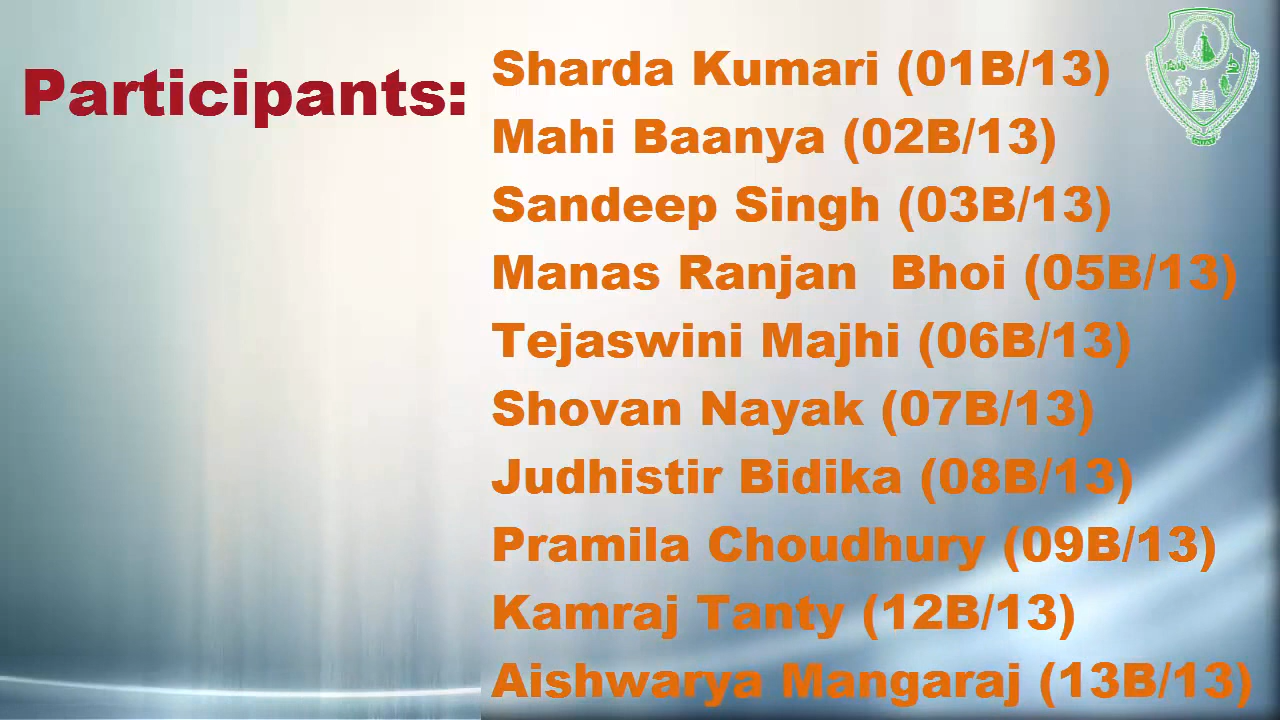 Participants:
Sharda Kumari (01B/13)
Mahi Baanya (02B/13)
Sandeep Singh (03B/13)
Manas Ranjan  Bhoi (05B/13)
Tejaswini Majhi (06B/13)
Shovan Nayak (07B/13)
Judhistir Bidika (08B/13)
Pramila Choudhury (09B/13)
Kamraj Tanty (12B/13)
Aishwarya Mangaraj (13B/13)